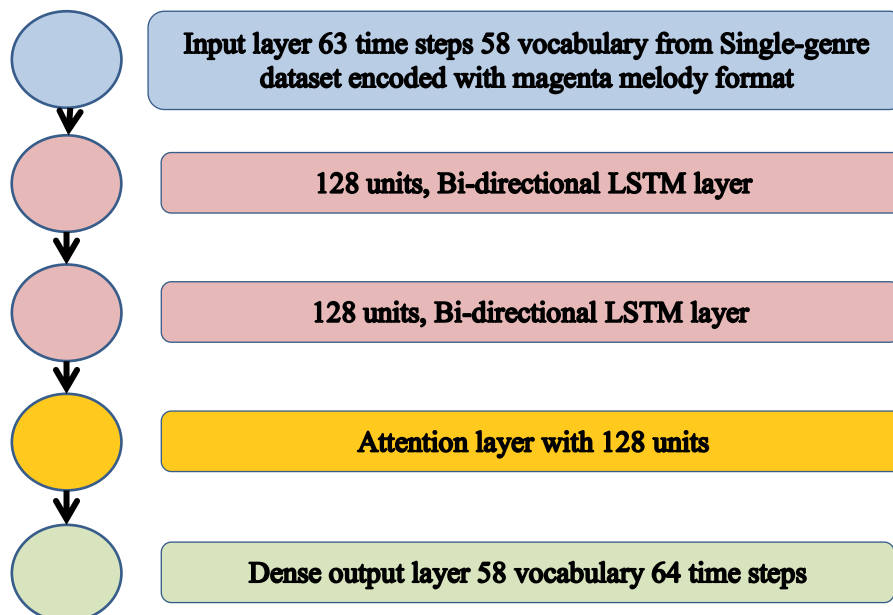 Input layer 63 time steps 58 vocabulary from Single-genre
dataset encoded with magenta melody format
128 units, Bi-directional LSTM layer
128 units, Bi-directional LSTM layer
Attention layer with 128 units
Dense output layer 58 vocabulary 64 time steps